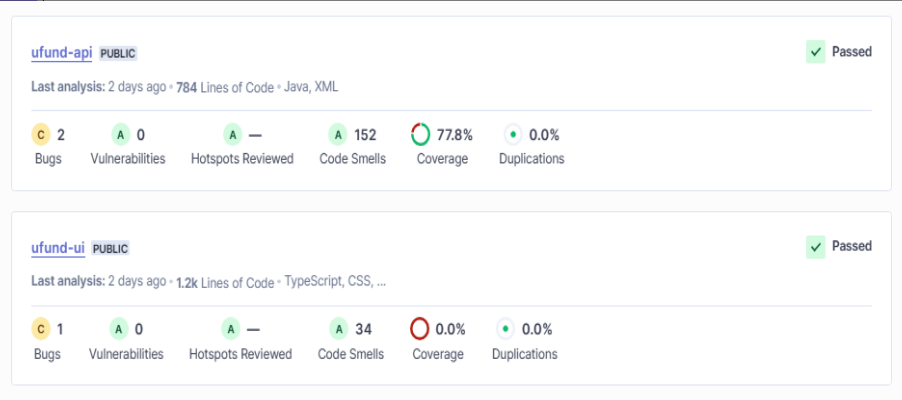 ufund-api PUBLIC Passed
Last analysis: 2 days ago • 784 Lines of Code • Java, XML
C 2 A 0 A — A 152 77.8% 0.0%
Bugs Vulnerabilities Hotspots Reviewed Code Smells Coverage Duplications
ufund-ui PUBLIC Passed
Last analysis: 2 days ago • 1.2k Lines of Code • TypeScript, CSS, ...
C 1 A 0 A — A 34 0.0% 0.0%
Bugs Vulnerabilities Hotspots Reviewed Code Smells Coverage Duplications